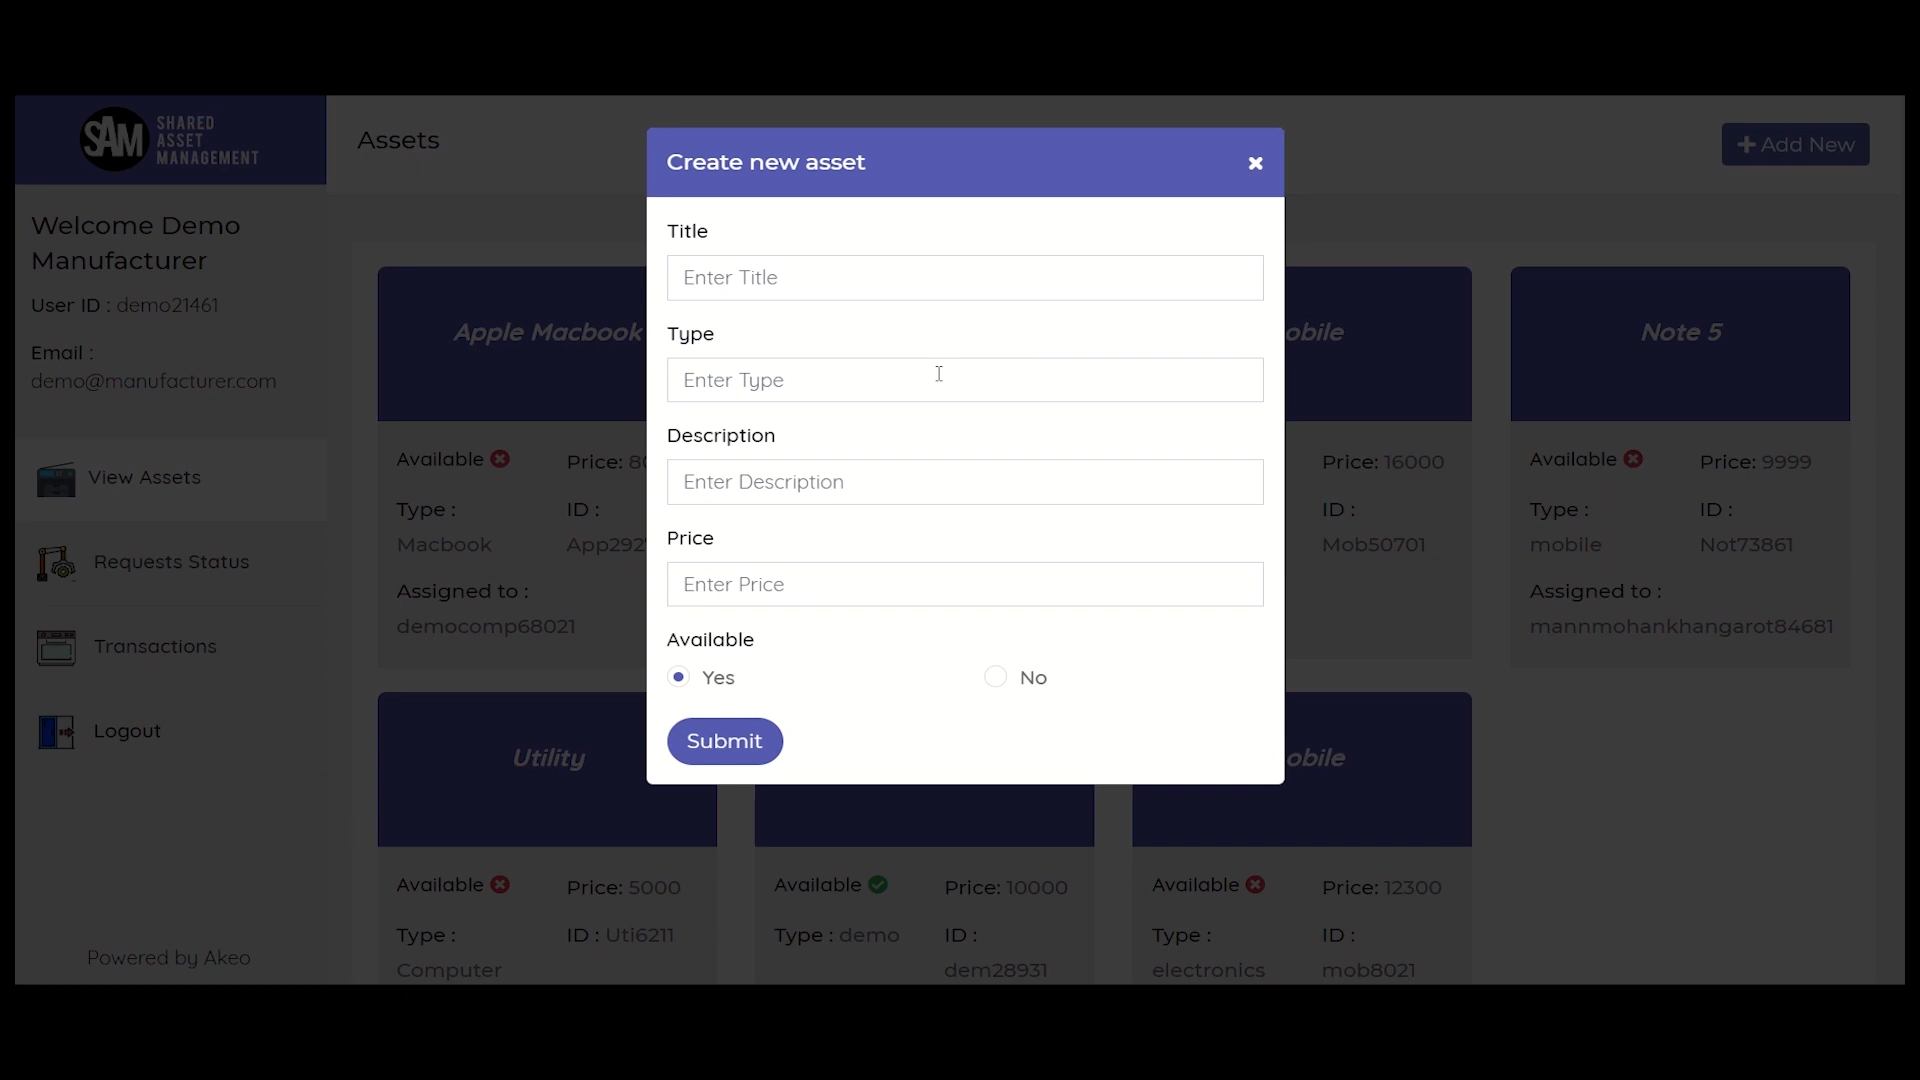 SAM SHARED
ASSET
MANAGEMENT
Assets
+ Add New
Welcome Demo
Manufacturer
User ID : demo21461
Email :
demo@manufacturer.com
View Assets
Requests Status
Transactions
Logout
Powered by Akeo
Create new asset
Title
Enter Title
Type
Enter Type
Description
Enter Description
Price
Enter Price
Available
Yes No
Submit
Apple Macbook
Available Price:
Type : ID :
Macbook
Assigned to :
democomp68021
obile
Price: 16000
ID :
Mob50701
Note 5
Available Price: 9999
Type : ID :
mobile Not73861
Assigned to :
mannmohankhangarot84681
Utility
Available Price: 5000
Type : ID : Uti6211
Computer
Available Price: 10000
Type : demo ID :
dem28931
obile
Available Price: 12300
Type : ID :
electronics mob8021